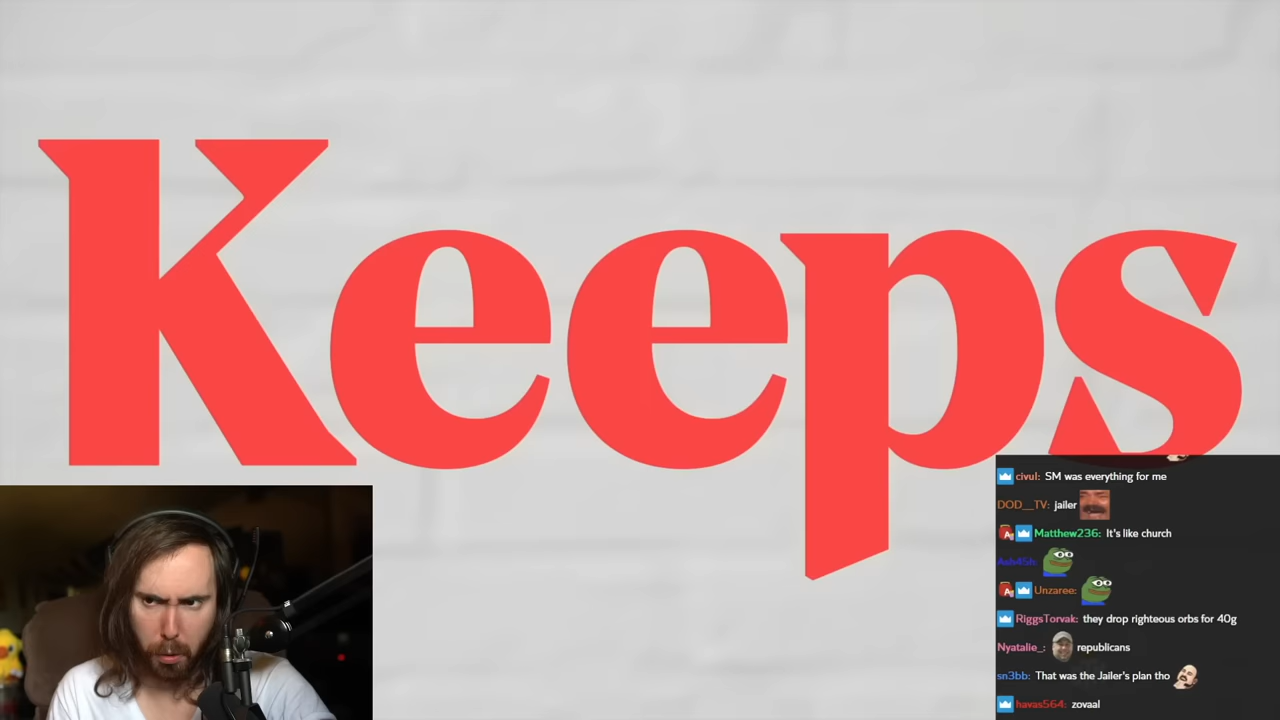 Keeps
civul: SM was everything for me
DOD__TV: jailer
Matthew236: It's like church
Ash45h:
Unzaree:
RiggsTorvak: they drop righteous orbs for 40g
Nyatalie_: republicans
sn3bb: That was the Jailer's plan tho
havas564: zovaal